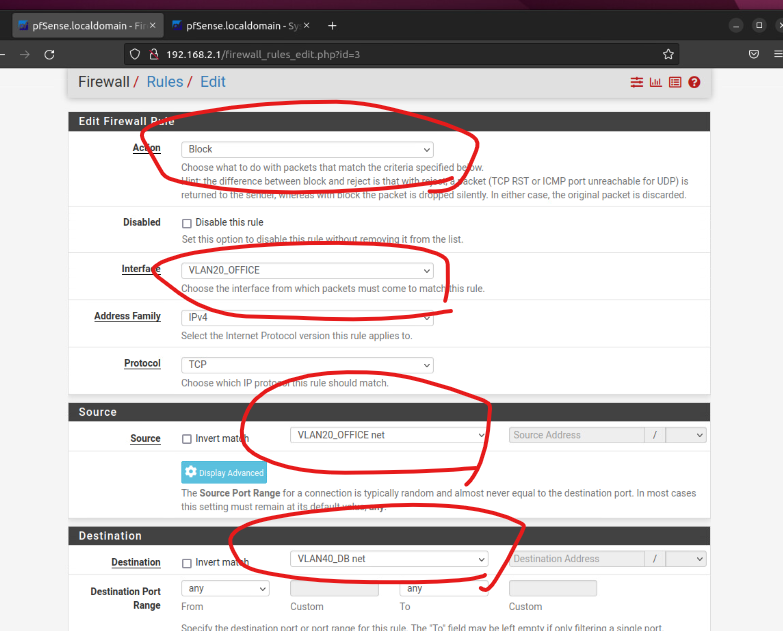 pfSense.localdomain - Fir ×
pfSense.localdomain - Sy ×
192.168.2.1/firewall_rules_edit.php?id=3
Firewall / Rules / Edit
Edit Firewall Rule
Action
Block
Choose what to do with packets that match the criteria specified below.
Hint: the difference between block and reject is that with reject, a packet (TCP RST or ICMP port unreachable for UDP) is
returned to the sender, whereas with block the packet is dropped silently. In either case, the original packet is discarded.
Disabled
Disable this rule
Set this option to disable this rule without removing it from the list.
Interface
VLAN20_OFFICE
Choose the interface from which packets must come to match this rule.
Address Family
IPv4
Select the Internet Protocol version this rule applies to.
Protocol
TCP
Choose which IP protocol this rule should match.
Source
Source
Invert match
VLAN20_OFFICE net
Source Address
/
Display Advanced
The Source Port Range for a connection is typically random and almost never equal to the destination port. In most cases
this setting must remain at its default value, any.
Destination
Destination
Invert match
VLAN40_DB net
Destination Address
/
Destination Port
Range
any
any
From
Custom
To
Custom
Specify the destination port or port range for this rule. The "To" field may be left empty if only filtering a single port.